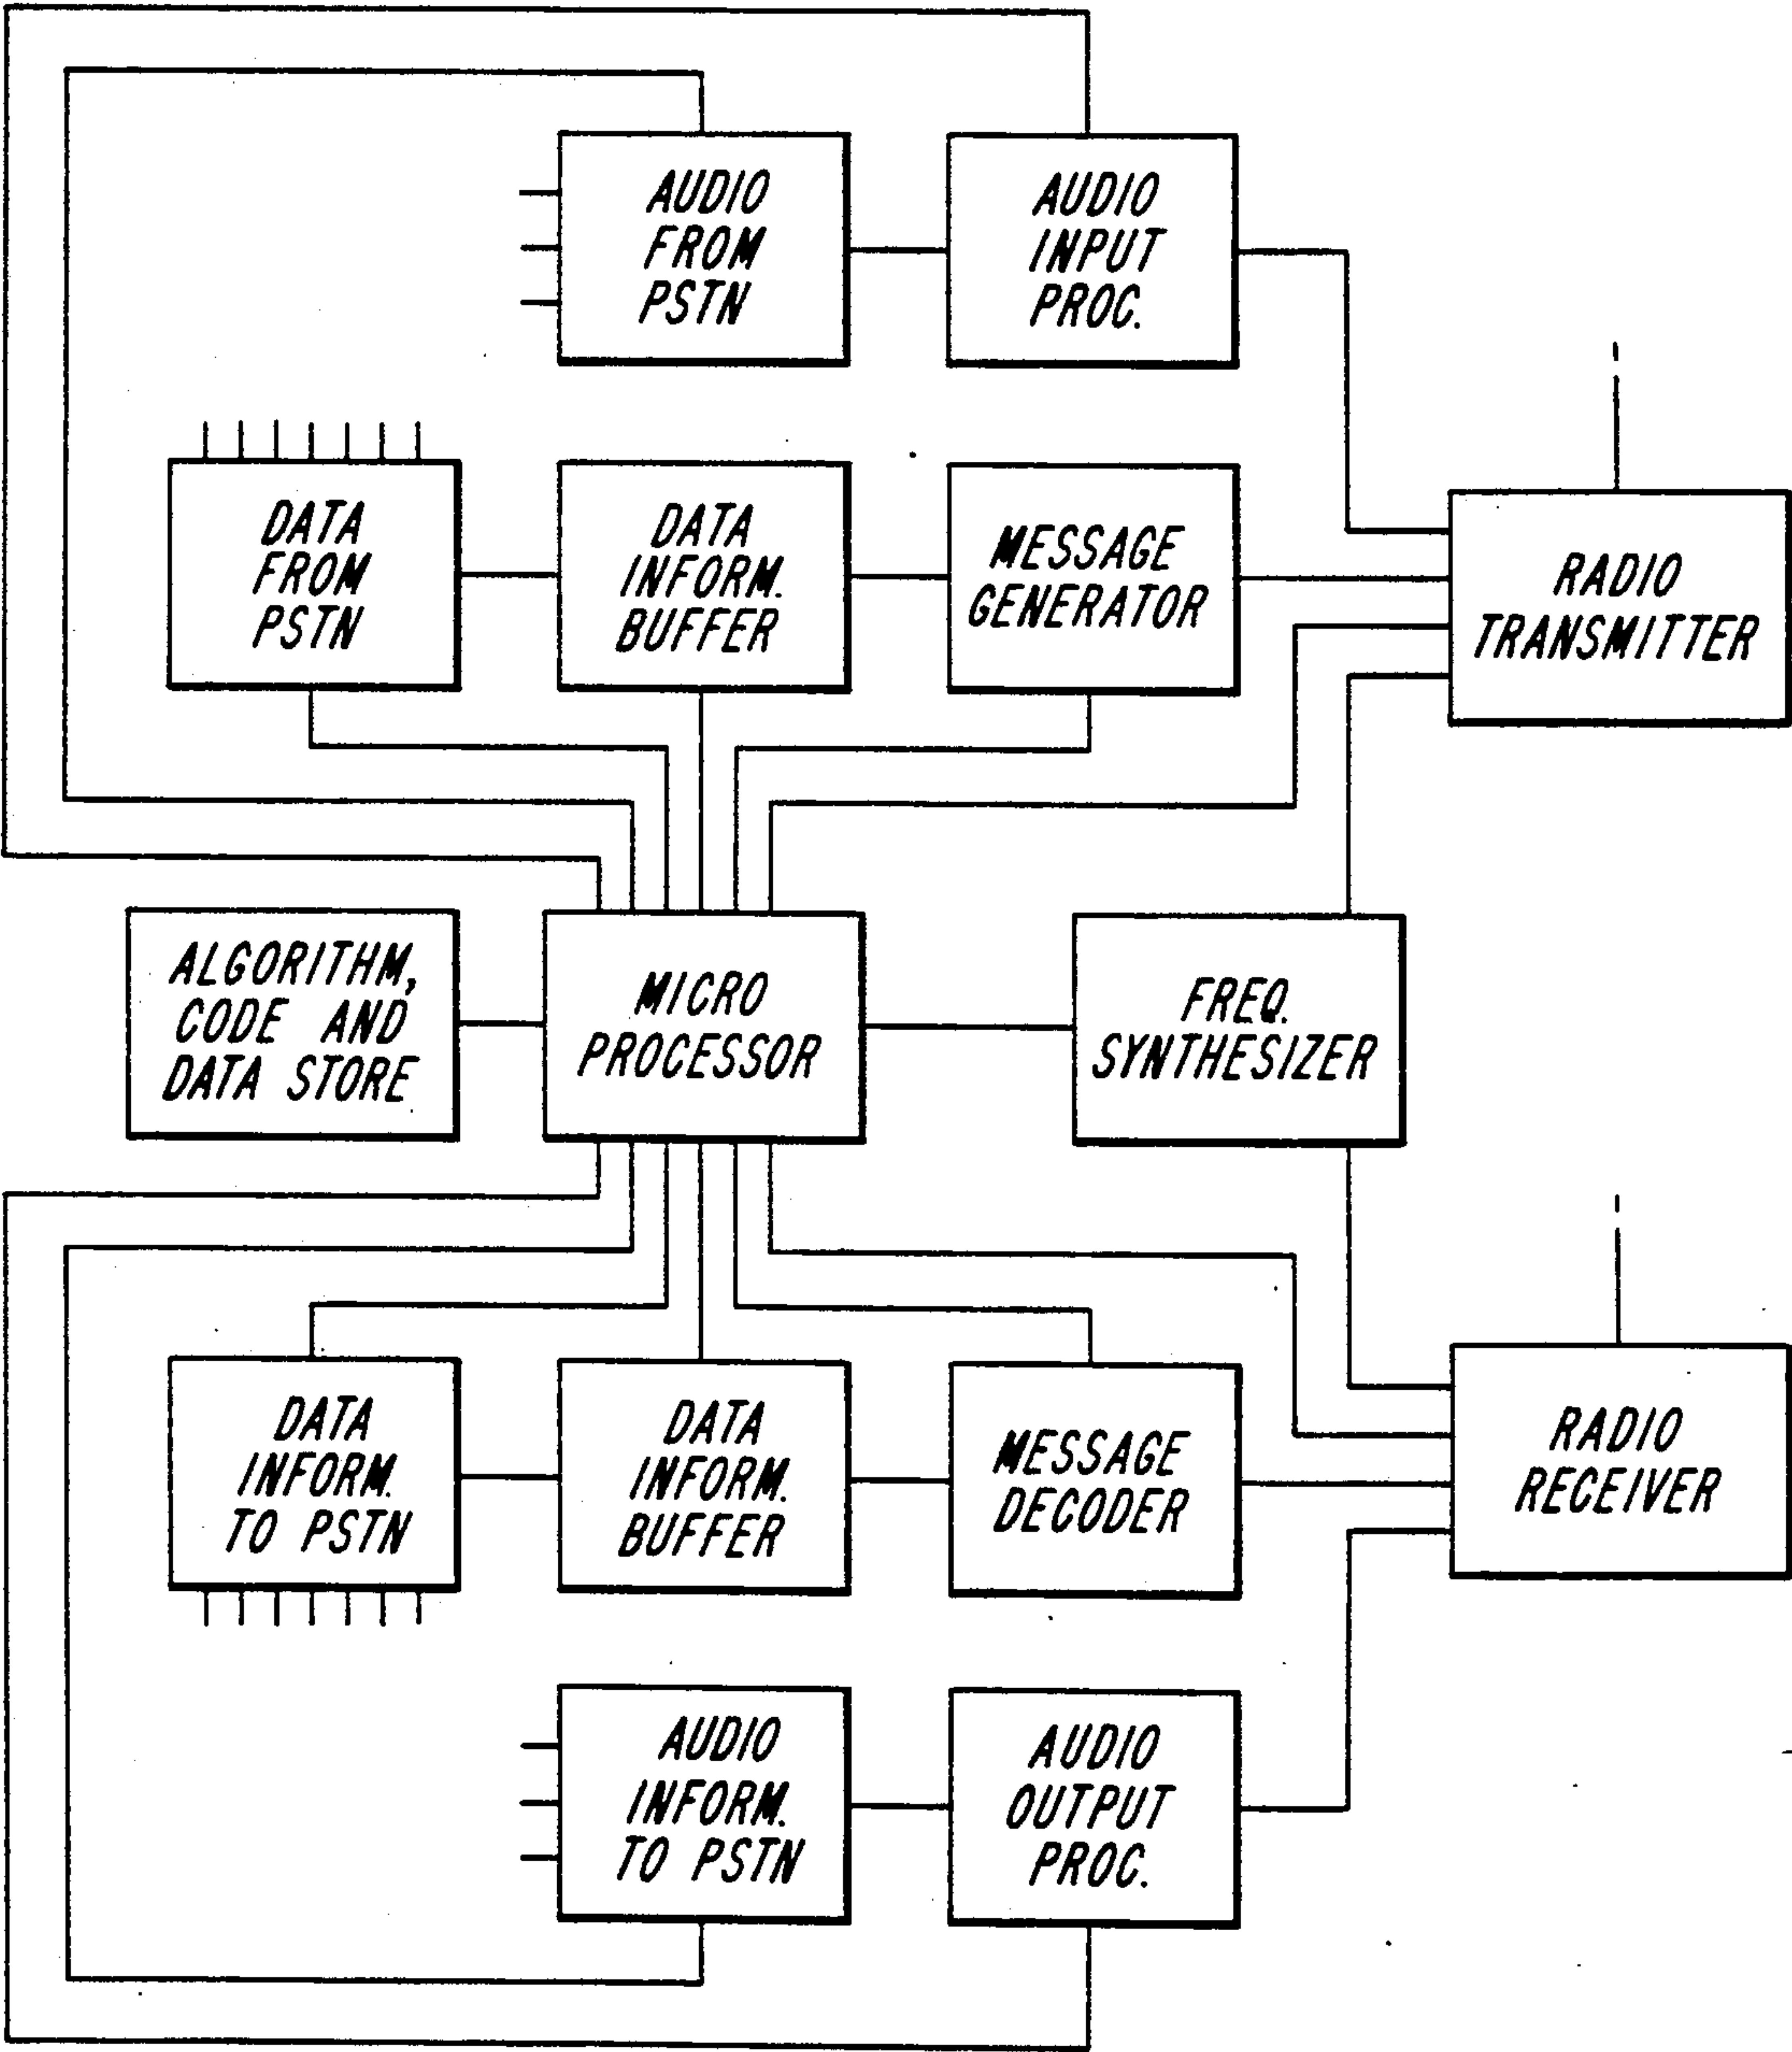 AUDIO
FROM
PSTN
AUDIO
INPUT
PROC.
DATA
FROM
PSTN
DATA
INFORM.
BUFFER
MESSAGE
GENERATOR
RADIO
TRANSMITTER
ALGORITHM,
CODE AND
DATA STORE
MICRO
PROCESSOR
FREQ.
SYNTHESIZER
DATA
INFORM.
TO PSTN
DATA
INFORM.
BUFFER
MESSAGE
DECODER
RADIO
RECEIVER
AUDIO
INFORM.
TO PSTN
AUDIO
OUTPUT
PROC.